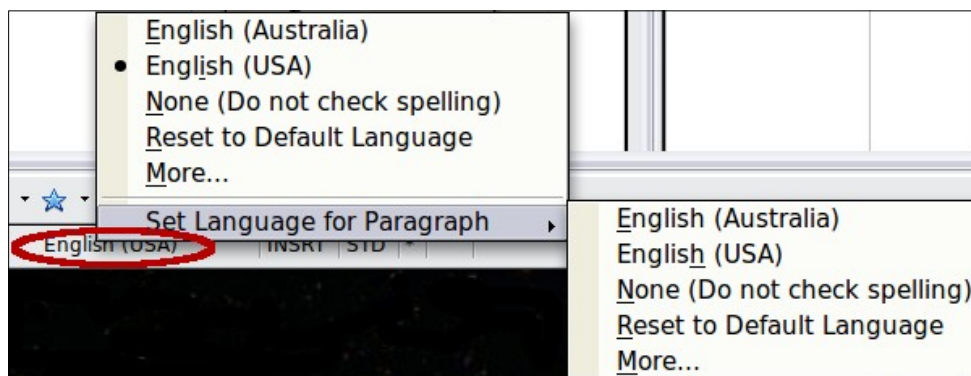 English (Australia)
English (USA)
None (Do not check spelling)
Reset to Default Language
More...
Set Language for Paragraph
English (USA) INSRT STD *
English (Australia)
English (USA)
None (Do not check spelling)
Reset to Default Language
More...